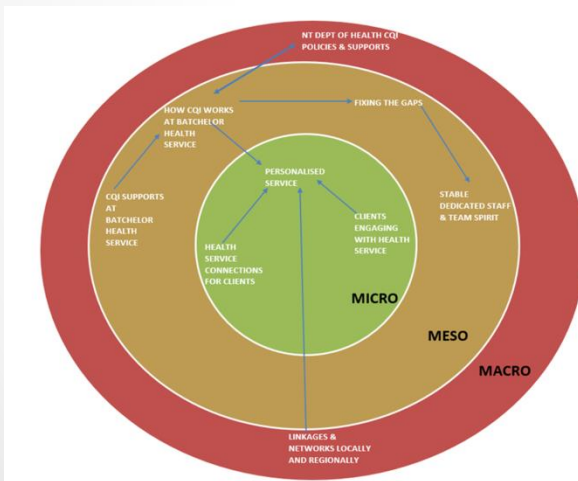 NT DEPT OF HEALTH CQI
POLICIES & SUPPORTS
HOW CQI WORKS
AT BATCHELOR
HEALTH
SERVICE
FIXING THE GAPS
PERSONALISED
SERVICE
CQI SUPPORTS
AT
BATCHELOR
HEALTH
SERVICE
STABLE
DEDICATED STAFF
& TEAM SPIRIT
CLIENTS
ENGAGING
WITH HEALTH
SERVICE
HEALTH
SERVICE
CONNECTIONS
FOR CLIENTS
MICRO
MESO
MACRO
LINKAGES &
NETWORKS LOCALLY
AND REGIONALLY